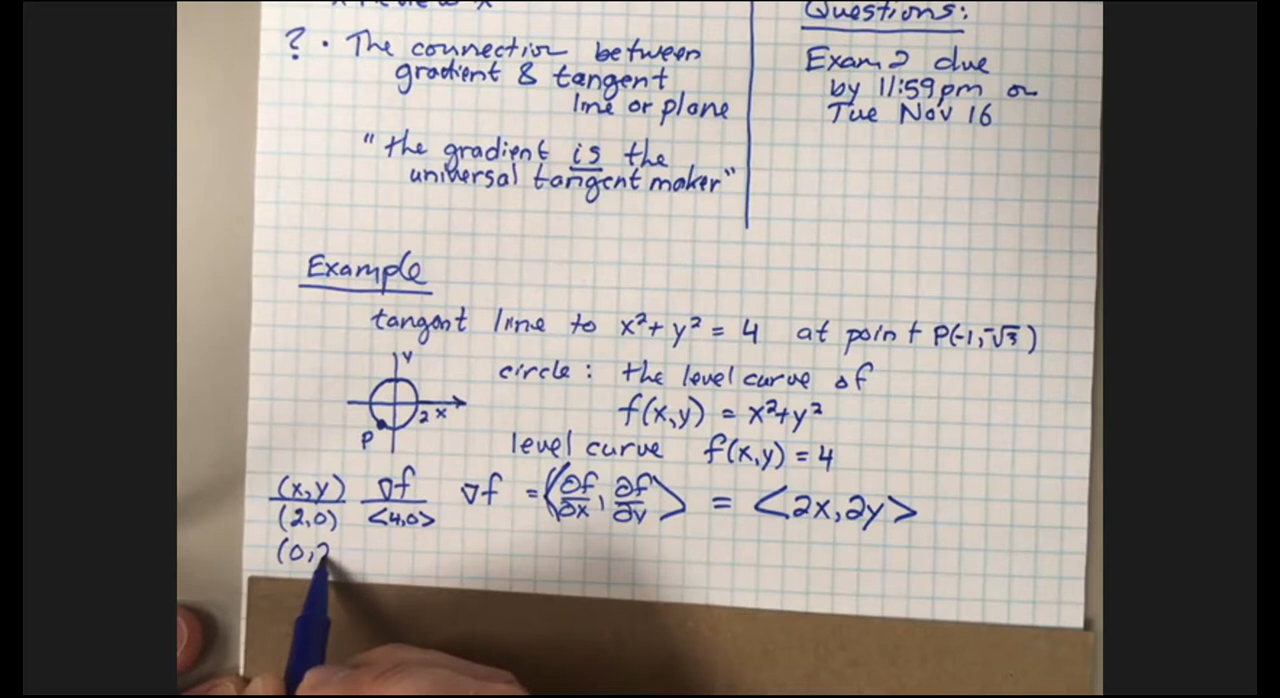 Questions:
? · The connection between
gradient & tangent
line or plane
"the gradient is the
universal tangent maker"
Exam 2 due
by 11:59pm on
Tue Nov 16
Example
tangent line to x²+y² = 4 at point P(-1,-√3)
y
2 x
P
circle: the level curve of
f(x,y) = x²+y²
level curve f(x,y) = 4
(x,y) ∇f
(2,0) <4,0>
(0,2
∇f = <∂f/∂x, ∂f/∂y> = <2x,2y>